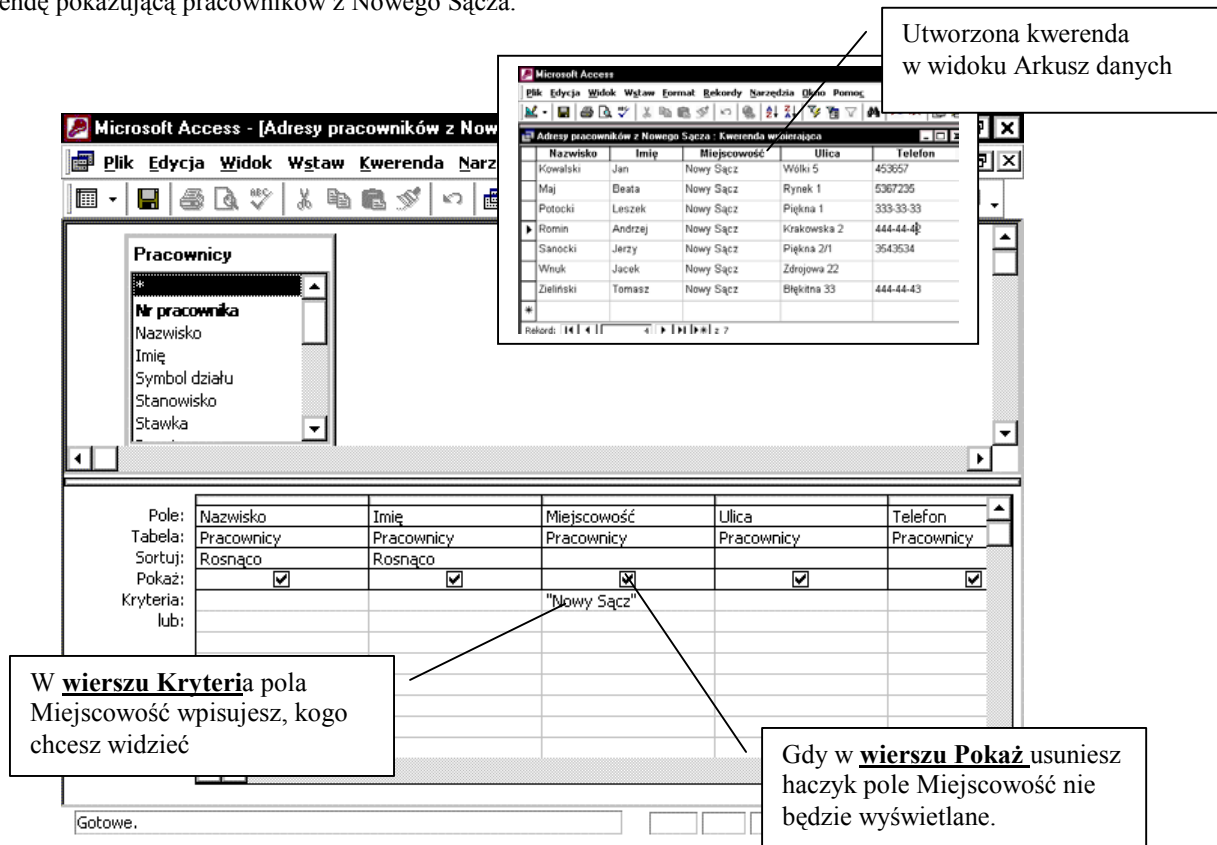 endę pokazującą pracowników z Nowego Sącza.
Utworzona kwerenda
w widoku Arkusz danych
Microsoft Access
Plik Edycja Widok Wstaw Format Rekordy Narzędzia Okno Pomoc
Adresy pracowników z Nowego Sącza : Kwerenda wybierająca
Nazwisko Imię Miejscowość Ulica Telefon
Kowalski Jan Nowy Sącz Wólki 5 453657
Maj Beata Nowy Sącz Rynek 1 5367235
Potocki Leszek Nowy Sącz Piękna 1 333-33-33
Romin Andrzej Nowy Sącz Krakowska 2 444-44-42
Sanocki Jerzy Nowy Sącz Piękna 2/1 3543534
Wnuk Jacek Nowy Sącz Zdrojowa 22
Zieliński Tomasz Nowy Sącz Błękitna 33 444-44-43
Rekord: 4 z 7
Microsoft Access - [Adresy pracowników z Now
Plik Edycja Widok Wstaw Kwerenda Narz
Pracownicy
*
Nr pracownika
Nazwisko
Imię
Symbol działu
Stanowisko
Stawka
Pole: Nazwisko Imię Miejscowość Ulica Telefon
Tabela: Pracownicy Pracownicy Pracownicy Pracownicy Pracownicy
Sortuj: Rosnąco Rosnąco
Pokaż:
Kryteria: "Nowy Sącz"
lub:
W wierszu Kryteria pola
Miejscowość wpisujesz, kogo
chcesz widzieć
Gdy w wierszu Pokaż usuniesz
haczyk pole Miejscowość nie
będzie wyświetlane.
Gotowe.